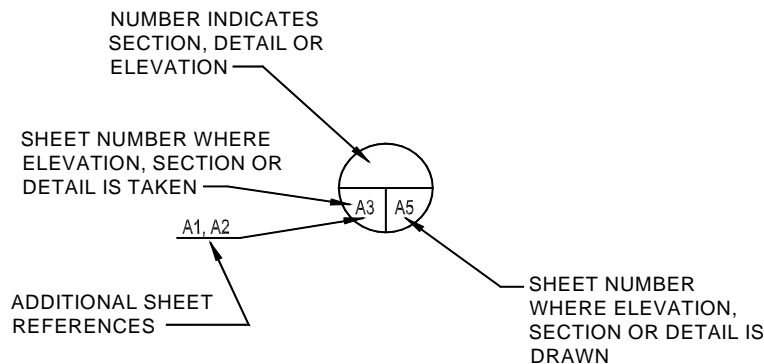 NUMBER INDICATES
SECTION, DETAIL OR
ELEVATION
SHEET NUMBER WHERE
ELEVATION, SECTION OR
DETAIL IS TAKEN
A3
A5
A1, A2
ADDITIONAL SHEET
REFERENCES
SHEET NUMBER
WHERE ELEVATION,
SECTION OR DETAIL IS
DRAWN